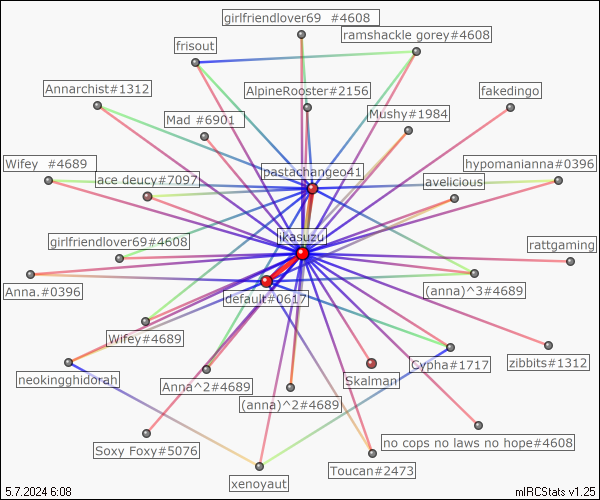 girlfriendlover69 #4608
ramshackle gorey#4608
frisout
Annarchist#1312
AlpineRooster#2156
fakedingo
Mad #6901
Mushy#1984
Wifey #4689
pastachangeo41
hypomanianna#0396
ace deucy#7097
avelicious
ikasuzu
girlfriendlover69#4608
rattgaming
Anna.#0396
default#0617
(anna)^3#4689
Wifey#4689
neokingghidorah
Anna^2#4689
Skalman
Cypha#1717
zibbits#1312
(anna)^2#4689
Soxy Foxy#5076
no cops no laws no hope#4608
xenoyaut
Toucan#2473
5.7.2024 6:08
mIRCStats v1.25